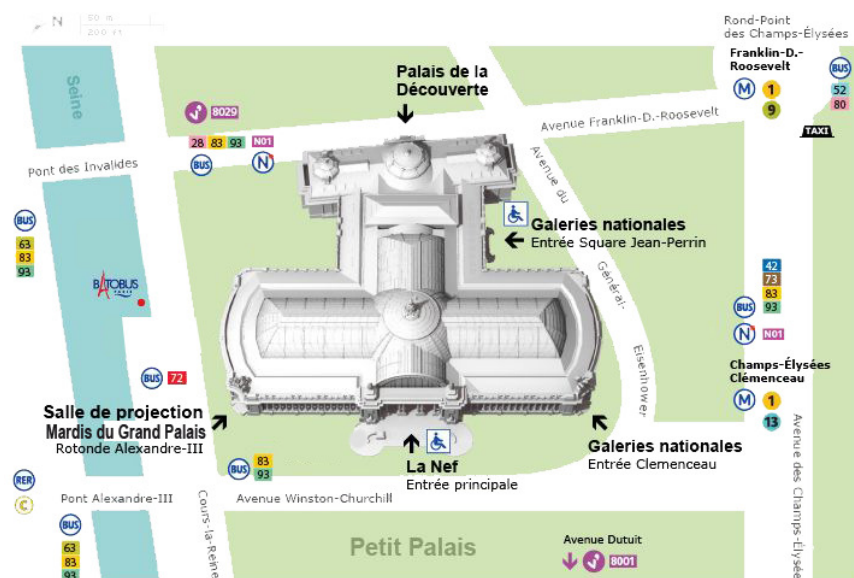 N
50 m
200 ft
Rond-Point
des Champs-Élysées
Franklin-D.-
Roosevelt
M 1
9
BUS
52
80
TAXI
Seine
Palais de la
Découverte
8029
28 83 93 N01
BUS N
Avenue Franklin-D.-Roosevelt
Pont des Invalides
Avenue du
Général-
Eisenhower
BUS
63
83
93
Galeries nationales
Entrée Square Jean-Perrin
BATOBUS
PARIS
42
73
83
BUS 93
N N01
BUS 72
Champs-Élysées
Clémenceau
M 1
13
Salle de projection
Mardis du Grand Palais
Rotonde Alexandre-III
La Nef
Entrée principale
Galeries nationales
Entrée Clemenceau
BUS 83
93
RER
C
Pont Alexandre-III
Cours-la-Reine
Avenue Winston-Churchill
Avenue des Champs-Élysée
BUS
63
83
93
Petit Palais
Avenue Dutuit
8001